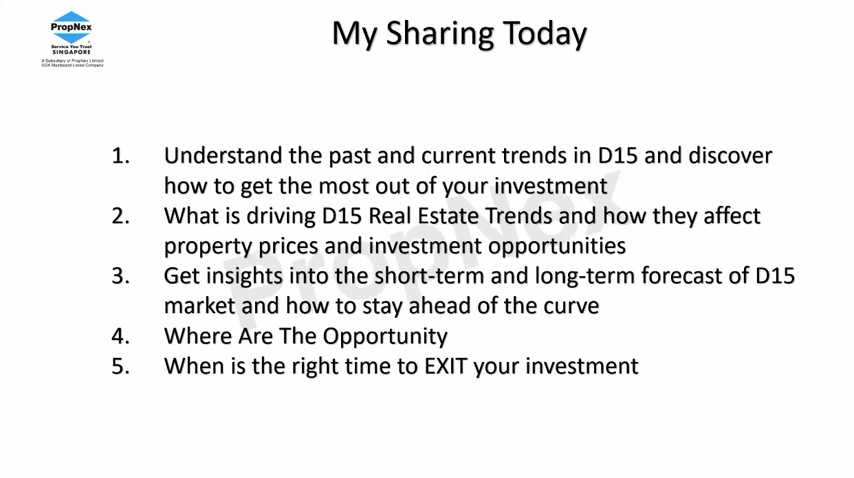 PropNex
Service You Trust
SINGAPORE
A Subsidiary of PropNex Limited
SGX Mainboard Listed Company
My Sharing Today
1. Understand the past and current trends in D15 and discover
how to get the most out of your investment
2. What is driving D15 Real Estate Trends and how they affect
property prices and investment opportunities
3. Get insights into the short-term and long-term forecast of D15
market and how to stay ahead of the curve
4. Where Are The Opportunity
5. When is the right time to EXIT your investment
PropNex